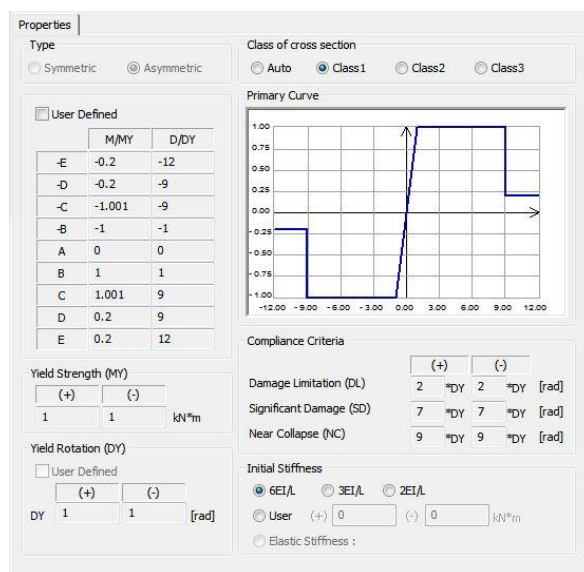 Properties
Type
Symmetric Asymmetric
Class of cross section
Auto Class1 Class2 Class3
User Defined
M/MY D/DY
-E -0.2 -12
-D -0.2 -9
-C -1.001 -9
-B -1 -1
A 0 0
B 1 1
C 1.001 9
D 0.2 9
E 0.2 12
Primary Curve
1.00
0.75
0.50
0.25
0.00
-0.25
-0.50
-0.75
-1.00
-12.00 -9.00 -6.00 -3.00 0.00 3.00 6.00 9.00 12.00
Yield Strength (MY)
(+) (-)
1 1 kN*m
Yield Rotation (DY)
User Defined
(+) (-)
DY 1 1 [rad]
Compliance Criteria
(+) (-)
Damage Limitation (DL) 2 *DY 2 *DY [rad]
Significant Damage (SD) 7 *DY 7 *DY [rad]
Near Collapse (NC) 9 *DY 9 *DY [rad]
Initial Stiffness
6EI/L 3EI/L 2EI/L
User (+) 0 (-) 0 kN*m
Elastic Stiffness :